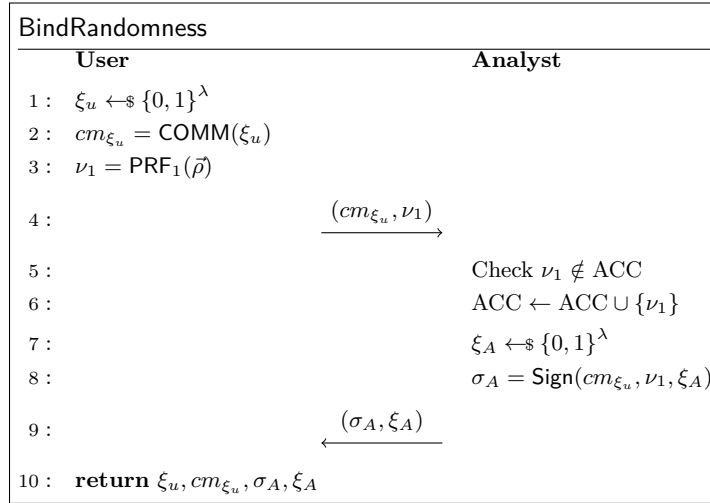 BindRandomness
User Analyst
1 : ξ_u ←$ {0, 1}^λ
2 : cm_{ξ_u} = COMM(ξ_u)
3 : ν_1 = PRF_1(ρ⃗)
4 : (cm_{ξ_u}, ν_1)
5 : Check ν_1 ∉ ACC
6 : ACC ← ACC ∪ {ν_1}
7 : ξ_A ←$ {0, 1}^λ
8 : σ_A = Sign(cm_{ξ_u}, ν_1, ξ_A)
9 : (σ_A, ξ_A)
10 : return ξ_u, cm_{ξ_u}, σ_A, ξ_A